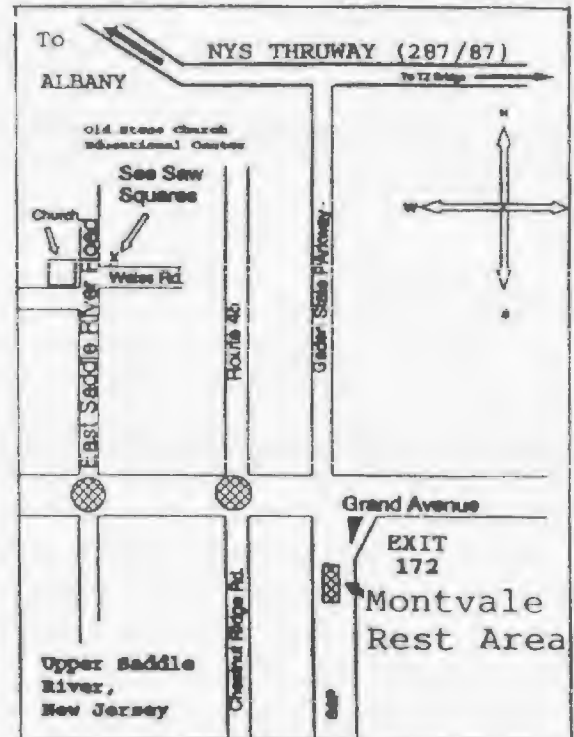 To
ALBANY
NYS THRUWAY (287/87)
To TZ Bridge
Old Stone Church
Educational Center
See Saw
Squares
Church
N
W
S
X
Weiss Rd.
East Saddle River Road
Route 45
Garden State PArkway
Grand Avenue
EXIT
172
Montvale
Rest Area
Chestnut Ridge Rd.
GSP
Upper Saddle
River,
New Jersey